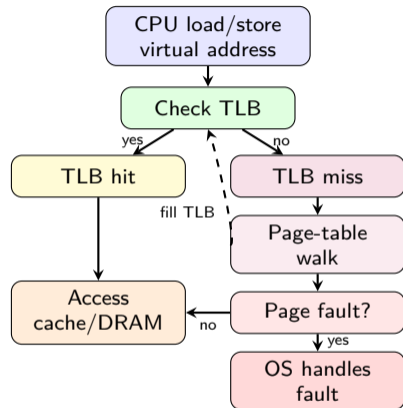 CPU load/store
virtual address
Check TLB
yes
no
TLB hit
TLB miss
fill TLB
Page-table
walk
Access
cache/DRAM
no
Page fault?
yes
OS handles
fault